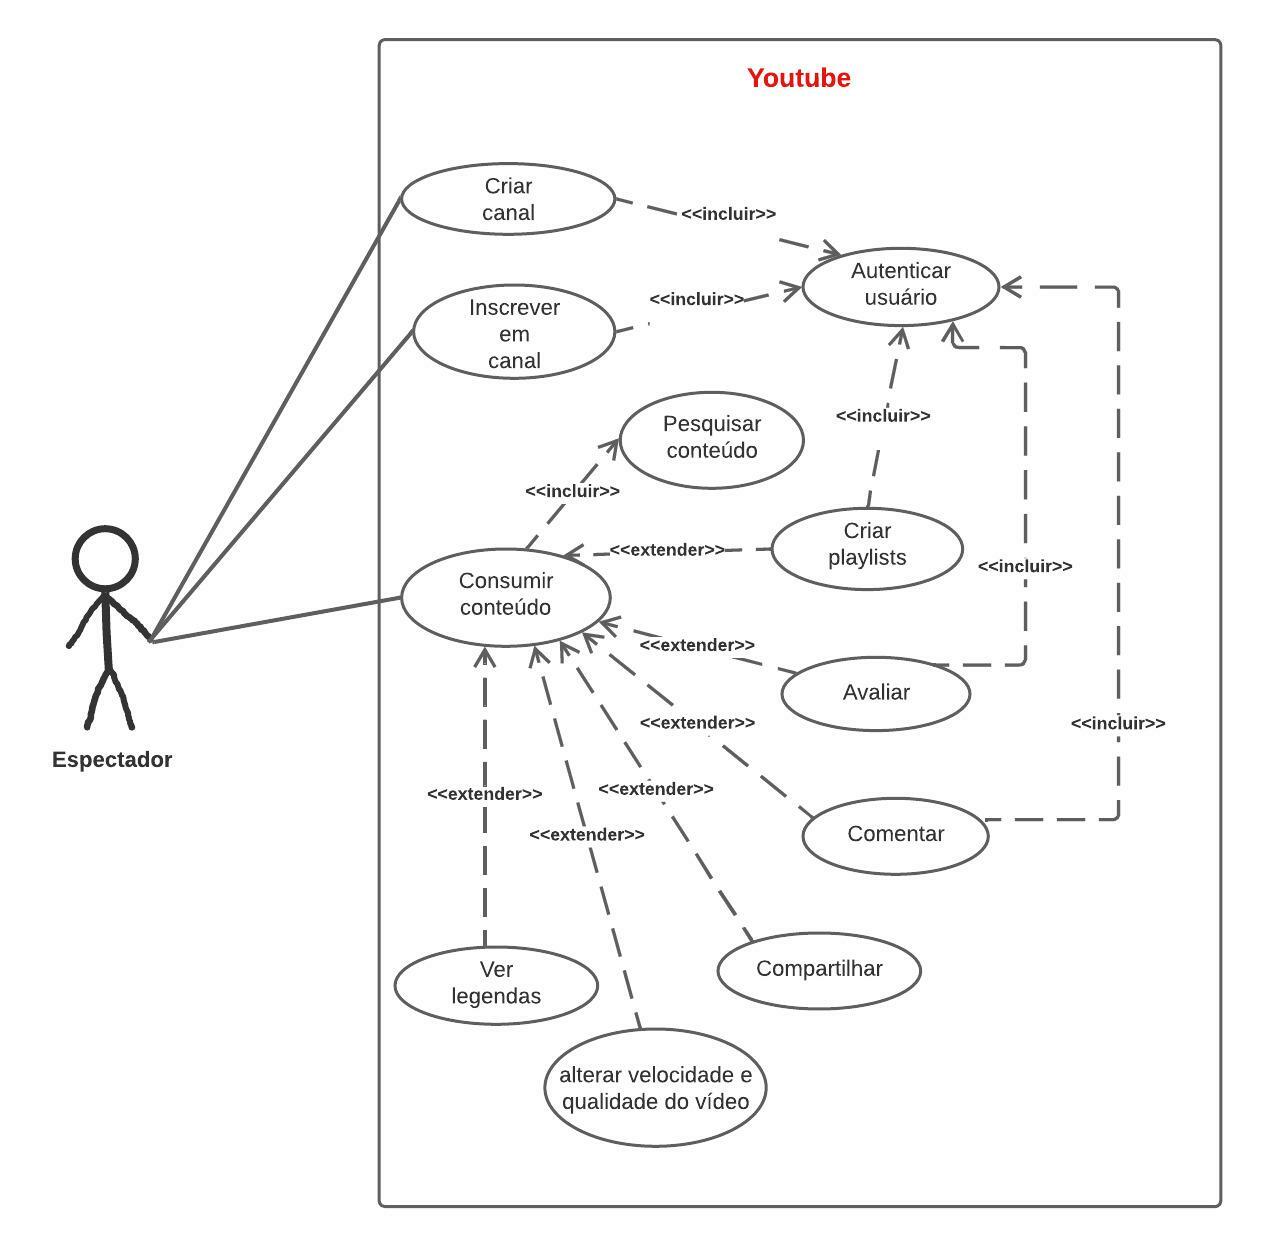 Youtube
Criar
canal
<<incluir>>
Autenticar
usuário
Inscrever
em
canal
<<incluir>>
Pesquisar
conteúdo
<<incluir>>
<<incluir>>
Criar
playlists
<<extender>>
<<incluir>>
Consumir
conteúdo
<<extender>>
Avaliar
<<extender>>
<<incluir>>
Espectador
<<extender>>
<<extender>>
<<extender>>
Comentar
Compartilhar
Ver
legendas
alterar velocidade e
qualidade do vídeo